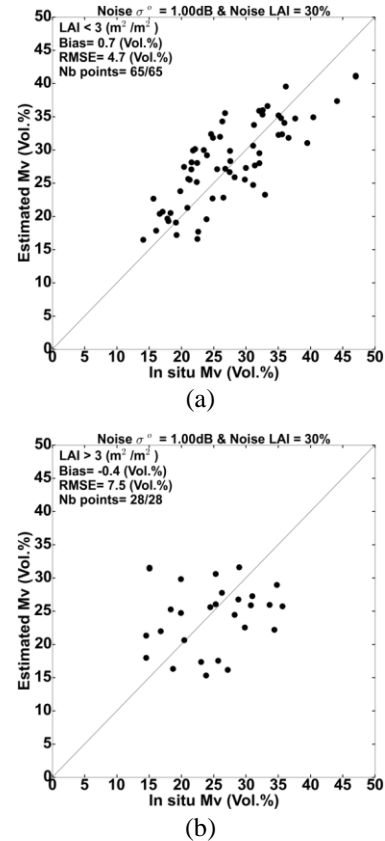 Noise σ° = 1.00dB & Noise LAI = 30%
LAI < 3 (m²/m²)
Bias= 0.7 (Vol.%)
RMSE= 4.7 (Vol.%)
Nb points= 65/65
Estimated Mv (Vol.%)
50
45
40
35
30
25
20
15
10
5
0
0 5 10 15 20 25 30 35 40 45 50
In situ Mv (Vol.%)
(a)
Noise σ° = 1.00dB & Noise LAI = 30%
LAI > 3 (m²/m²)
Bias= -0.4 (Vol.%)
RMSE= 7.5 (Vol.%)
Nb points= 28/28
Estimated Mv (Vol.%)
50
45
40
35
30
25
20
15
10
5
0
0 5 10 15 20 25 30 35 40 45 50
In situ Mv (Vol.%)
(b)